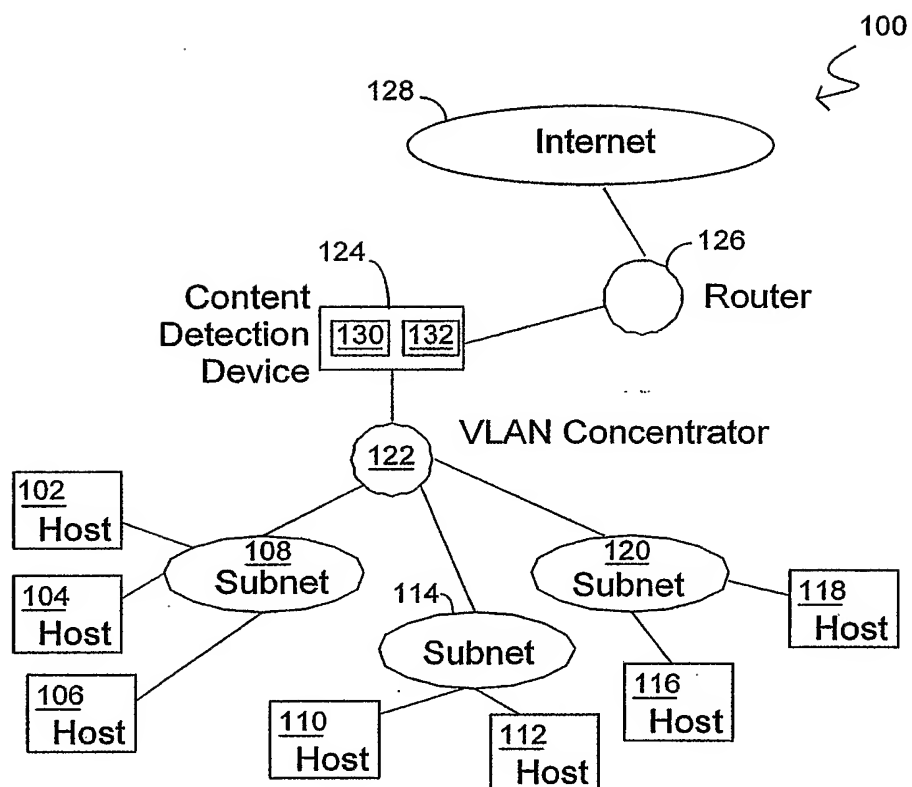 100
128
Internet
126
Router
124
Content
Detection
Device
130
132
VLAN Concentrator
122
102
Host
108
Subnet
104
Host
106
Host
114
Subnet
120
Subnet
118
Host
116
Host
110
Host
112
Host